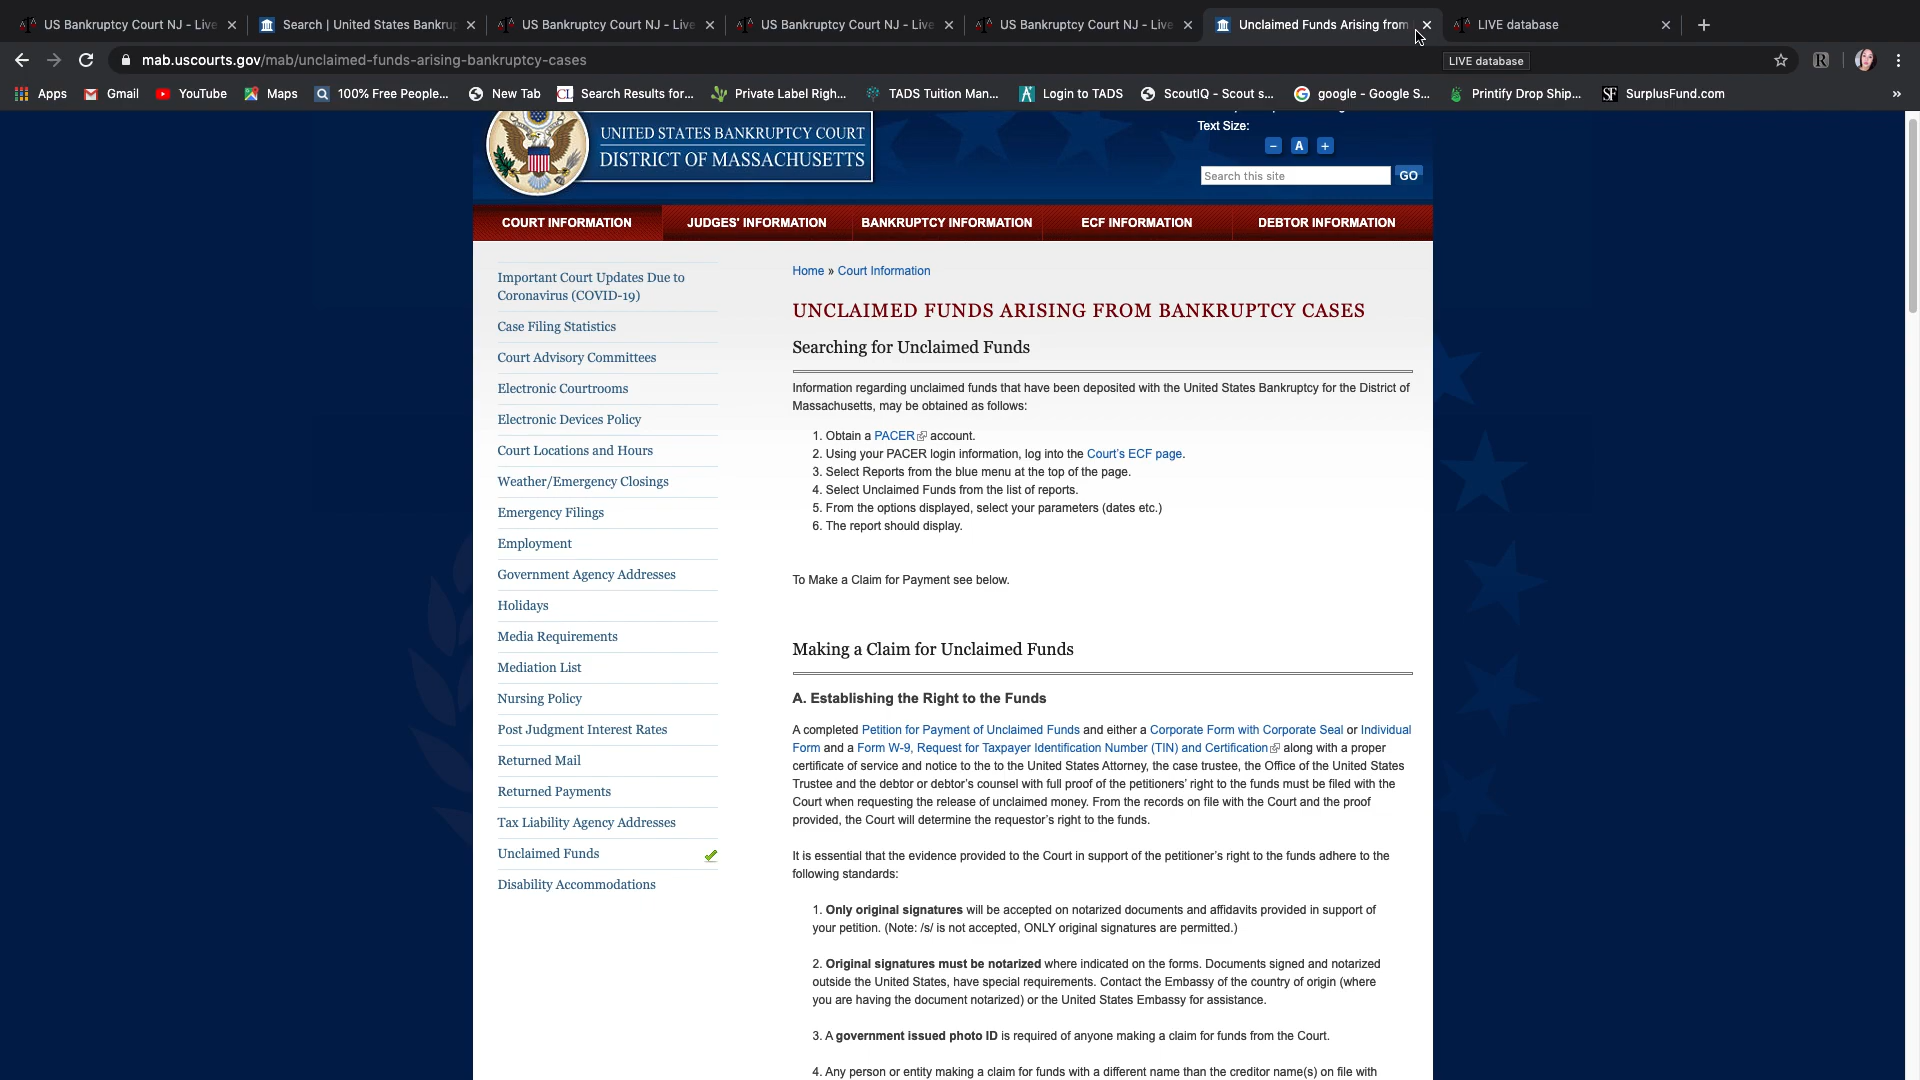 US Bankruptcy Court NJ - Live
Search | United States Bankrup
US Bankruptcy Court NJ - Live
US Bankruptcy Court NJ - Live
US Bankruptcy Court NJ - Live
Unclaimed Funds Arising from
LIVE database
mab.uscourts.gov/mab/unclaimed-funds-arising-bankruptcy-cases
LIVE database
Apps
Gmail
YouTube
Maps
100% Free People...
New Tab
CL Search Results for...
Private Label Righ...
TADS Tuition Man...
Login to TADS
ScoutIQ - Scout s...
google - Google S...
Printify Drop Ship...
SF SurplusFund.com
UNITED STATES BANKRUPTCY COURT
DISTRICT OF MASSACHUSETTS
Text Size:
- A +
Search this site GO
COURT INFORMATION
JUDGES' INFORMATION
BANKRUPTCY INFORMATION
ECF INFORMATION
DEBTOR INFORMATION
Important Court Updates Due to
Coronavirus (COVID-19)
Case Filing Statistics
Court Advisory Committees
Electronic Courtrooms
Electronic Devices Policy
Court Locations and Hours
Weather/Emergency Closings
Emergency Filings
Employment
Government Agency Addresses
Holidays
Media Requirements
Mediation List
Nursing Policy
Post Judgment Interest Rates
Returned Mail
Returned Payments
Tax Liability Agency Addresses
Unclaimed Funds
Disability Accommodations
Home » Court Information
UNCLAIMED FUNDS ARISING FROM BANKRUPTCY CASES
Searching for Unclaimed Funds
Information regarding unclaimed funds that have been deposited with the United States Bankruptcy for the District of
Massachusetts, may be obtained as follows:
1. Obtain a PACER account.
2. Using your PACER login information, log into the Court's ECF page.
3. Select Reports from the blue menu at the top of the page.
4. Select Unclaimed Funds from the list of reports.
5. From the options displayed, select your parameters (dates etc.)
6. The report should display.
To Make a Claim for Payment see below.
Making a Claim for Unclaimed Funds
A. Establishing the Right to the Funds
A completed Petition for Payment of Unclaimed Funds and either a Corporate Form with Corporate Seal or Individual
Form and a Form W-9, Request for Taxpayer Identification Number (TIN) and Certification along with a proper
certificate of service and notice to the to the United States Attorney, the case trustee, the Office of the United States
Trustee and the debtor or debtor's counsel with full proof of the petitioners' right to the funds must be filed with the
Court when requesting the release of unclaimed money. From the records on file with the Court and the proof
provided, the Court will determine the requestor's right to the funds.
It is essential that the evidence provided to the Court in support of the petitioner's right to the funds adhere to the
following standards:
1. Only original signatures will be accepted on notarized documents and affidavits provided in support of
your petition. (Note: /s/ is not accepted, ONLY original signatures are permitted.)
2. Original signatures must be notarized where indicated on the forms. Documents signed and notarized
outside the United States, have special requirements. Contact the Embassy of the country of origin (where
you are having the document notarized) or the United States Embassy for assistance.
3. A government issued photo ID is required of anyone making a claim for funds from the Court.
4. Any person or entity making a claim for funds with a different name than the creditor name(s) on file with